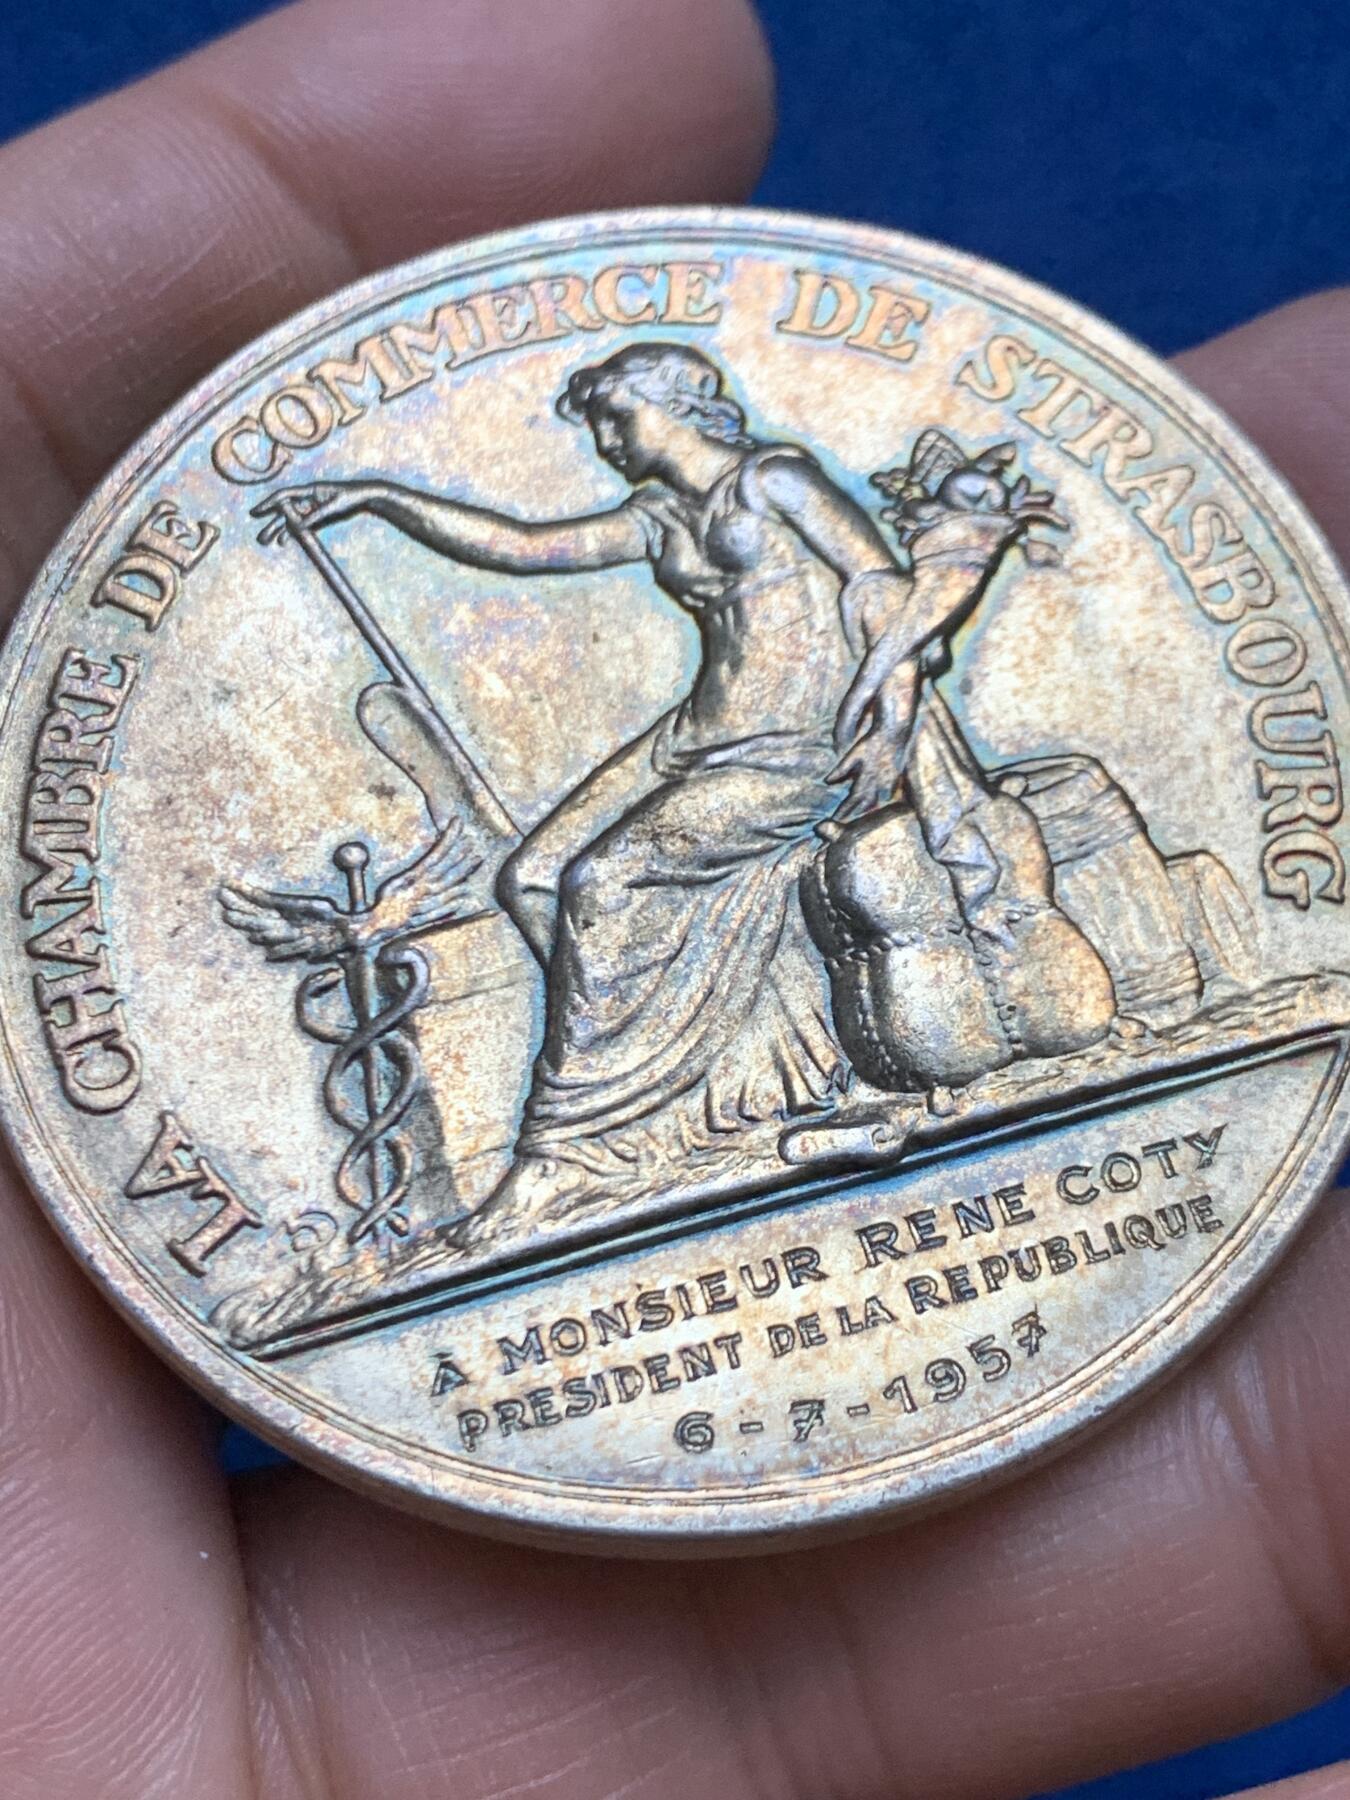 LA CHAMBRE DE COMMERCE DE STRASBOURG
À MONSIEUR RENE COTY
PRESIDENT DE LA REPUBLIQUE
6-7-1957